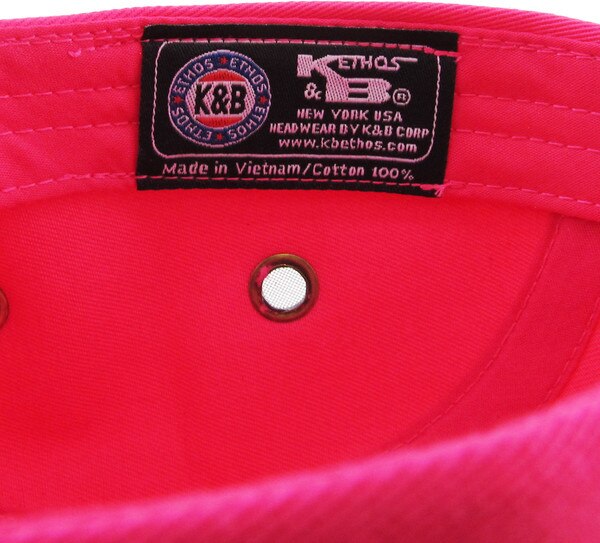 ETHOS ETHOS ETHOS ETHOS
K&B
KETHOS
&B®
NEW YORK USA
HEADWEAR BY K&B CORP
www.kbethos.com
Made in Vietnam/Cotton 100%